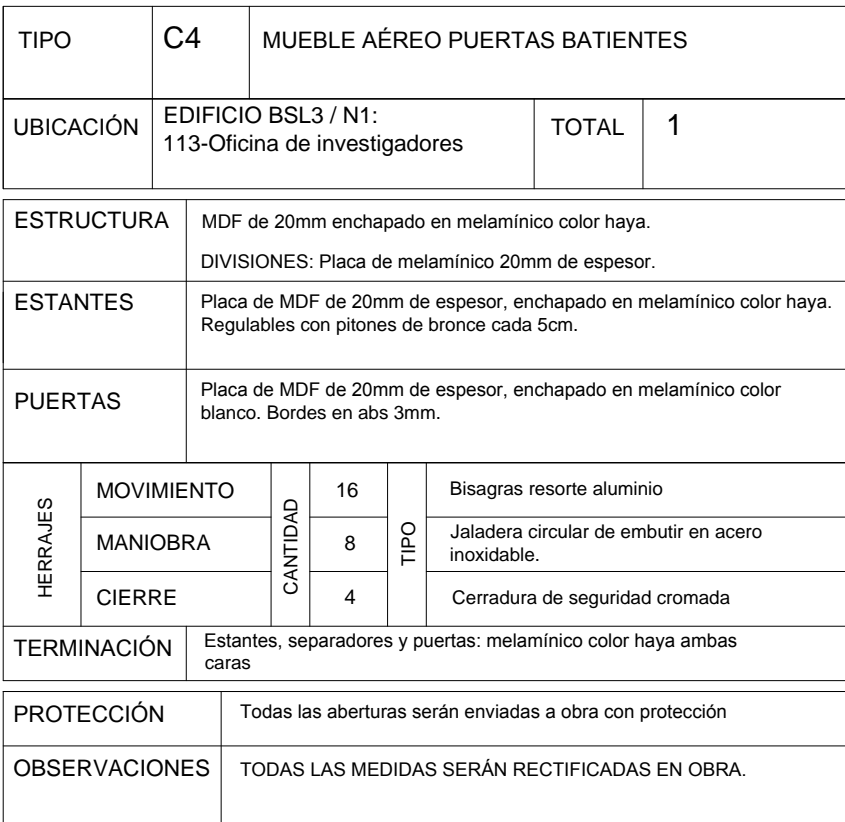 TIPO C4 MUEBLE AÉREO PUERTAS BATIENTES
UBICACIÓN EDIFICIO BSL3 / N1:
113-Oficina de investigadores
TOTAL 1
ESTRUCTURA MDF de 20mm enchapado en melamínico color haya.
DIVISIONES: Placa de melamínico 20mm de espesor.
ESTANTES Placa de MDF de 20mm de espesor, enchapado en melamínico color haya.
Regulables con pitones de bronce cada 5cm.
PUERTAS Placa de MDF de 20mm de espesor, enchapado en melamínico color
blanco. Bordes en abs 3mm.
HERRAJES
MOVIMIENTO
CANTIDAD
16
TIPO
Bisagras resorte aluminio
MANIOBRA 8 Jaladera circular de embutir en acero
inoxidable.
CIERRE 4 Cerradura de seguridad cromada
TERMINACIÓN Estantes, separadores y puertas: melamínico color haya ambas
caras
PROTECCIÓN Todas las aberturas serán enviadas a obra con protección
OBSERVACIONES TODAS LAS MEDIDAS SERÁN RECTIFICADAS EN OBRA.